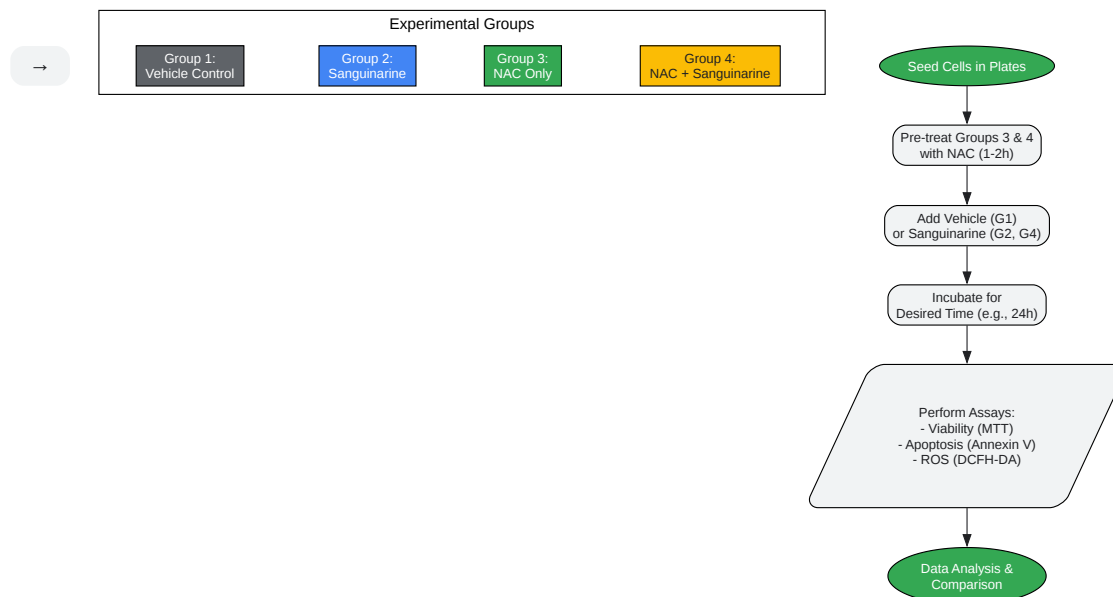 →
Experimental Groups
Group 1:
Vehicle Control
Group 2:
Sanguinarine
Group 3:
NAC Only
Group 4:
NAC + Sanguinarine
Seed Cells in Plates
Pre-treat Groups 3 & 4
with NAC (1-2h)
Add Vehicle (G1)
or Sanguinarine (G2, G4)
Incubate for
Desired Time (e.g., 24h)
Perform Assays:
- Viability (MTT)
- Apoptosis (Annexin V)
- ROS (DCFH-DA)
Data Analysis &
Comparison